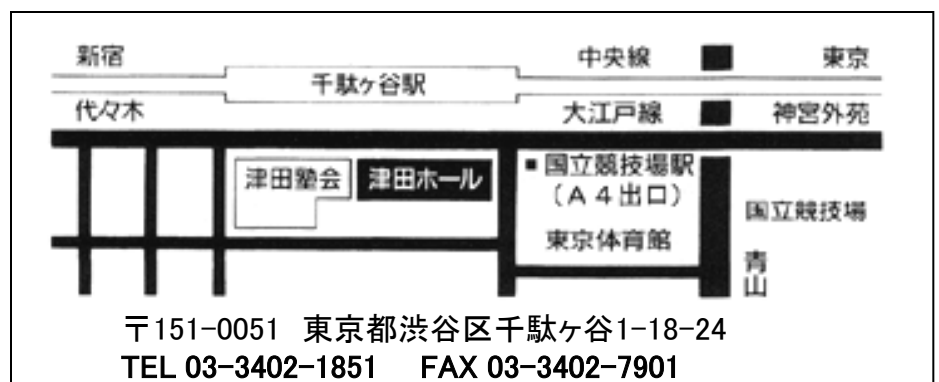 新宿
中央線
東京
千駄ヶ谷駅
代々木
大江戸線
神宮外苑
津田塾会
津田ホール
■国立競技場駅
(A4出口)
東京体育館
国立競技場
青山
〒151-0051 東京都渋谷区千駄ヶ谷1-18-24
TEL 03-3402-1851 FAX 03-3402-7901